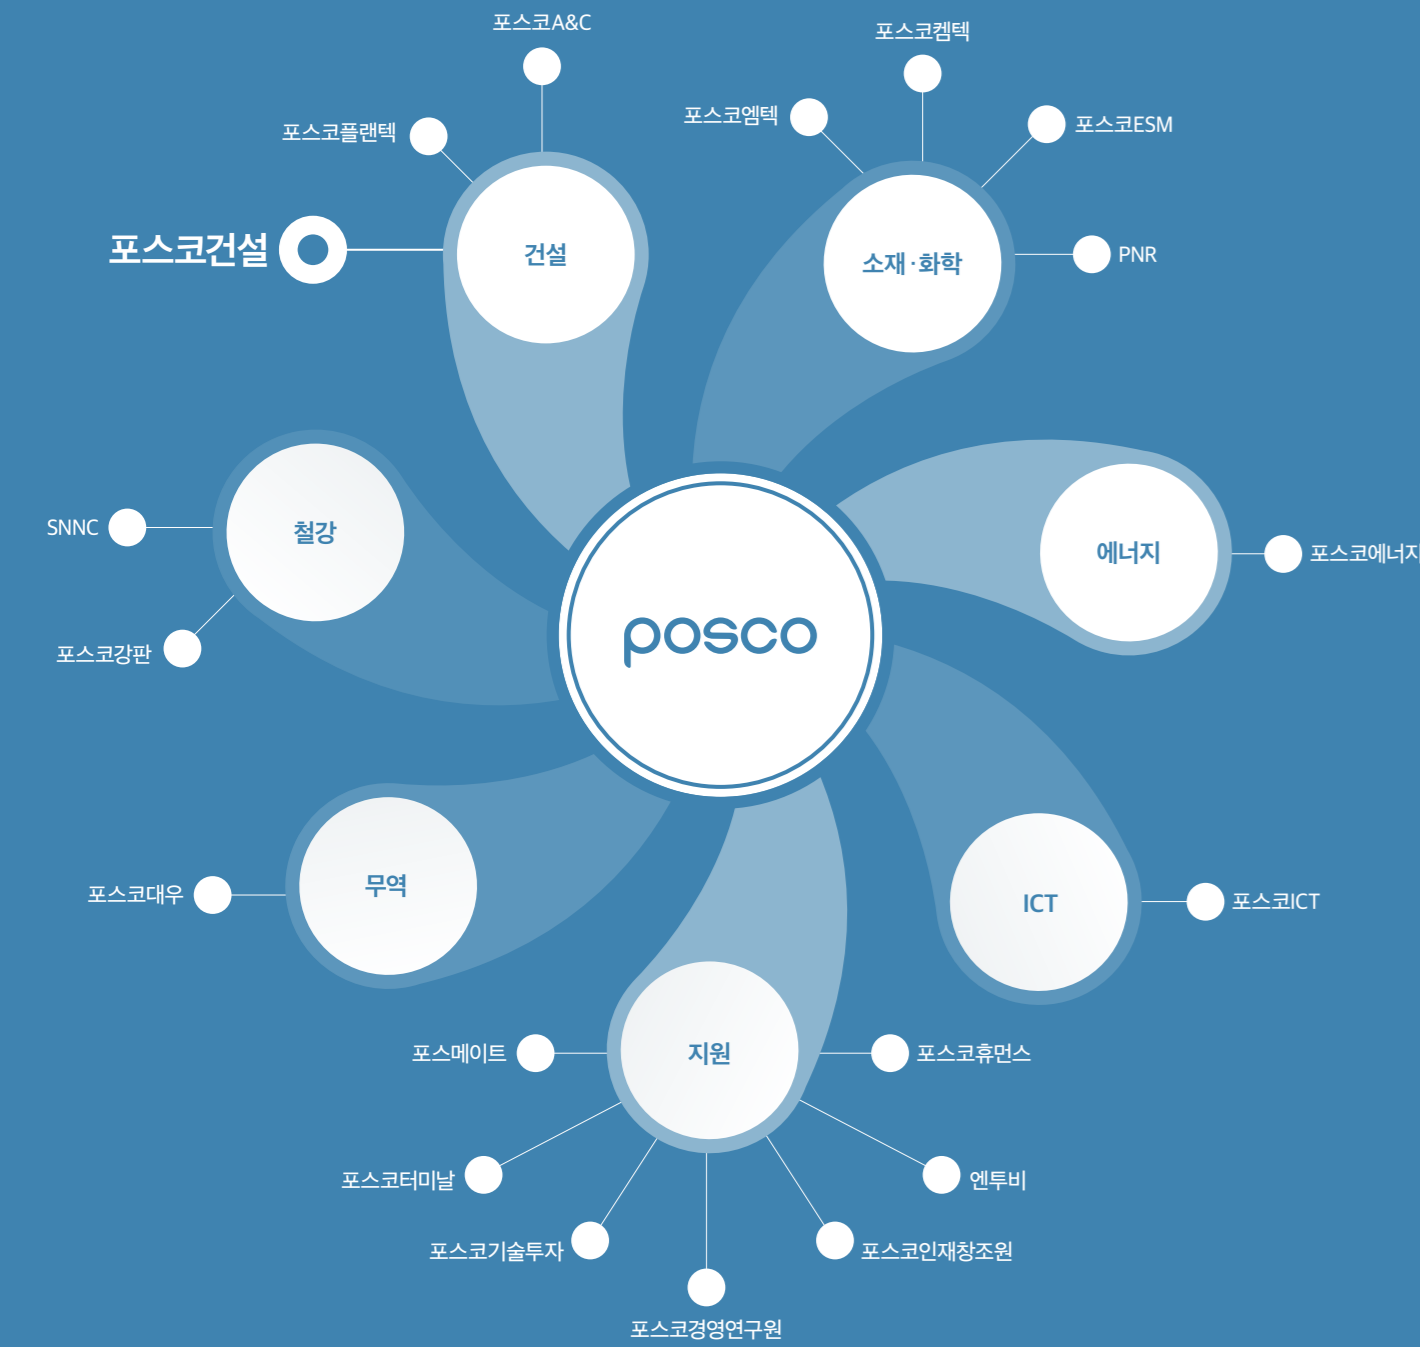 포스코A&C
포스코플랜텍
포스코건설
건설
포스코켐텍
포스코엠텍
포스코ESM
PNR
소재·화학
에너지
포스코에너지
철강
SNNC
포스코강판
posco
무역
포스코대우
ICT
포스코ICT
지원
포스메이트
포스코휴먼스
포스코터미날
엔투비
포스코기술투자
포스코인재창조원
포스코경영연구원